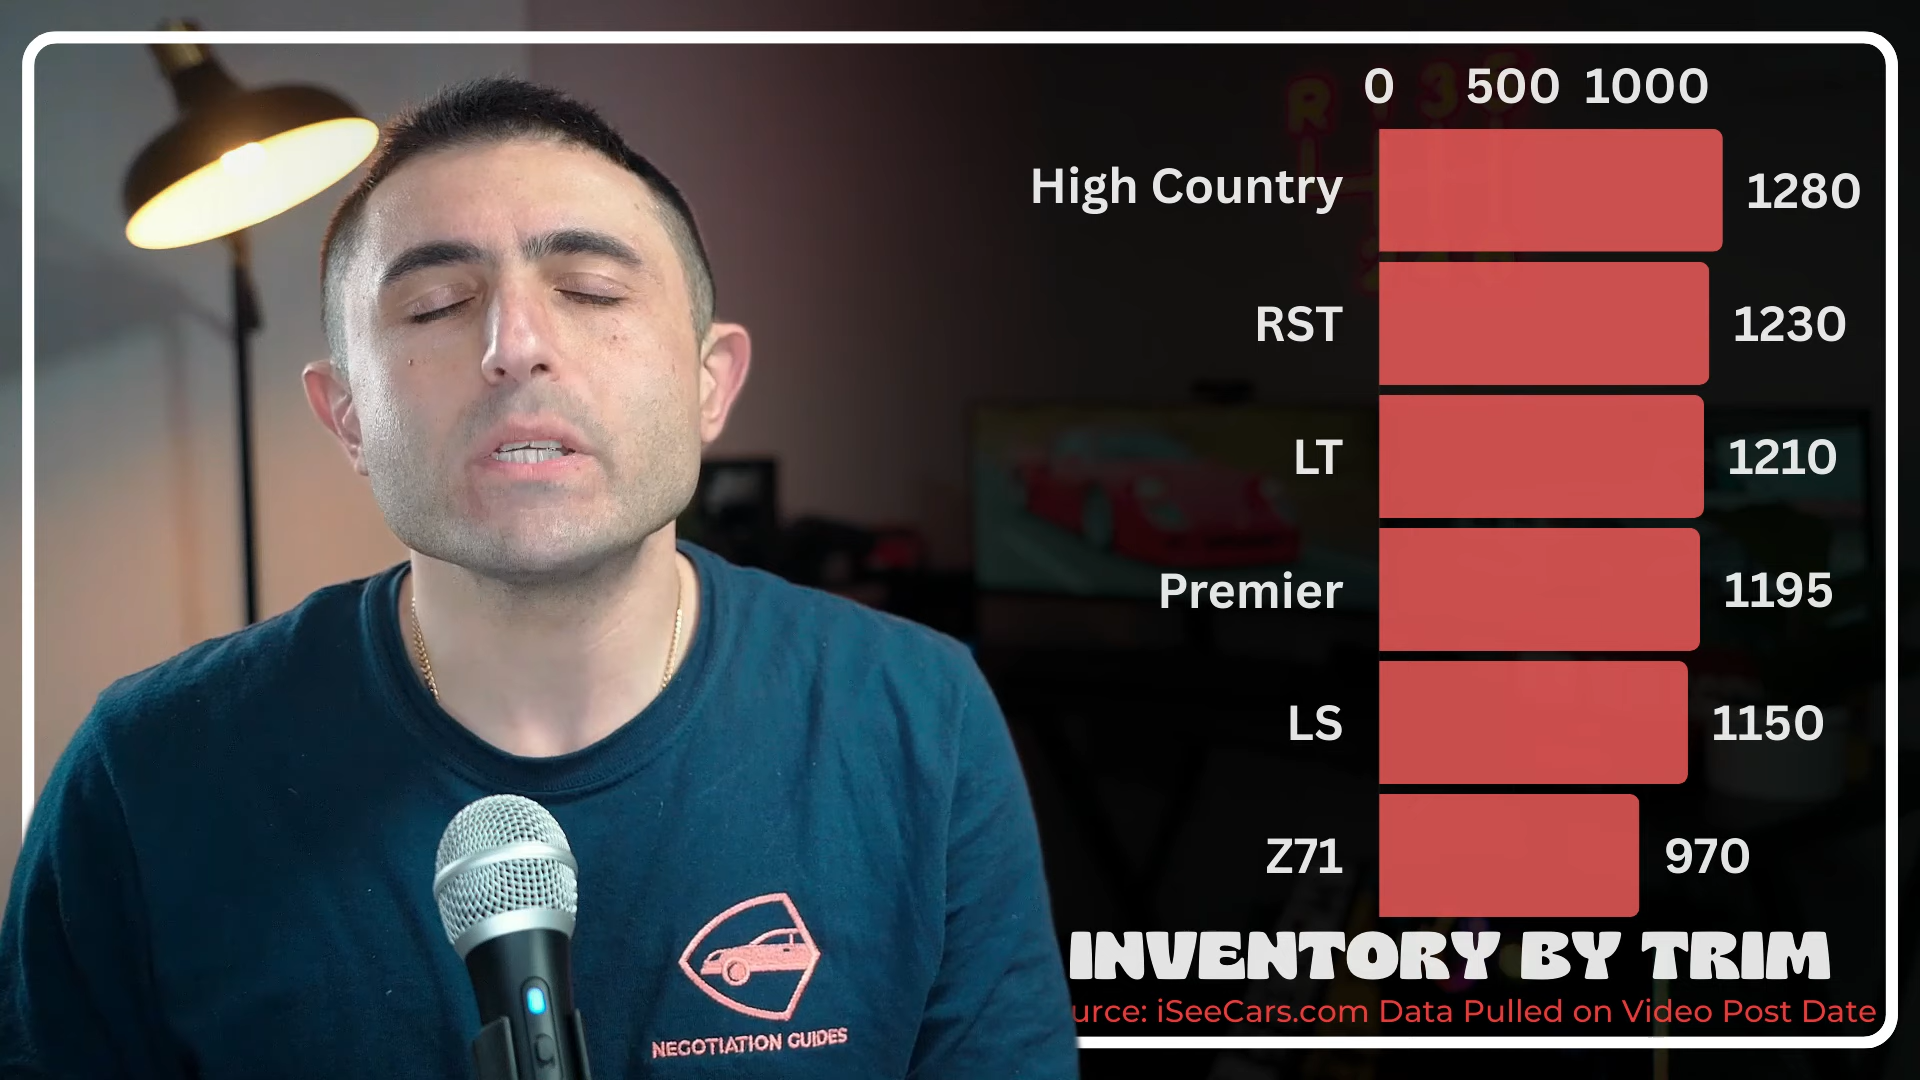 0 500 1000
High Country 1280
RST 1230
LT 1210
Premier 1195
LS 1150
Z71 970
INVENTORY BY TRIM
urce: iSeeCars.com Data Pulled on Video Post Date
NEGOTIATION GUIDES